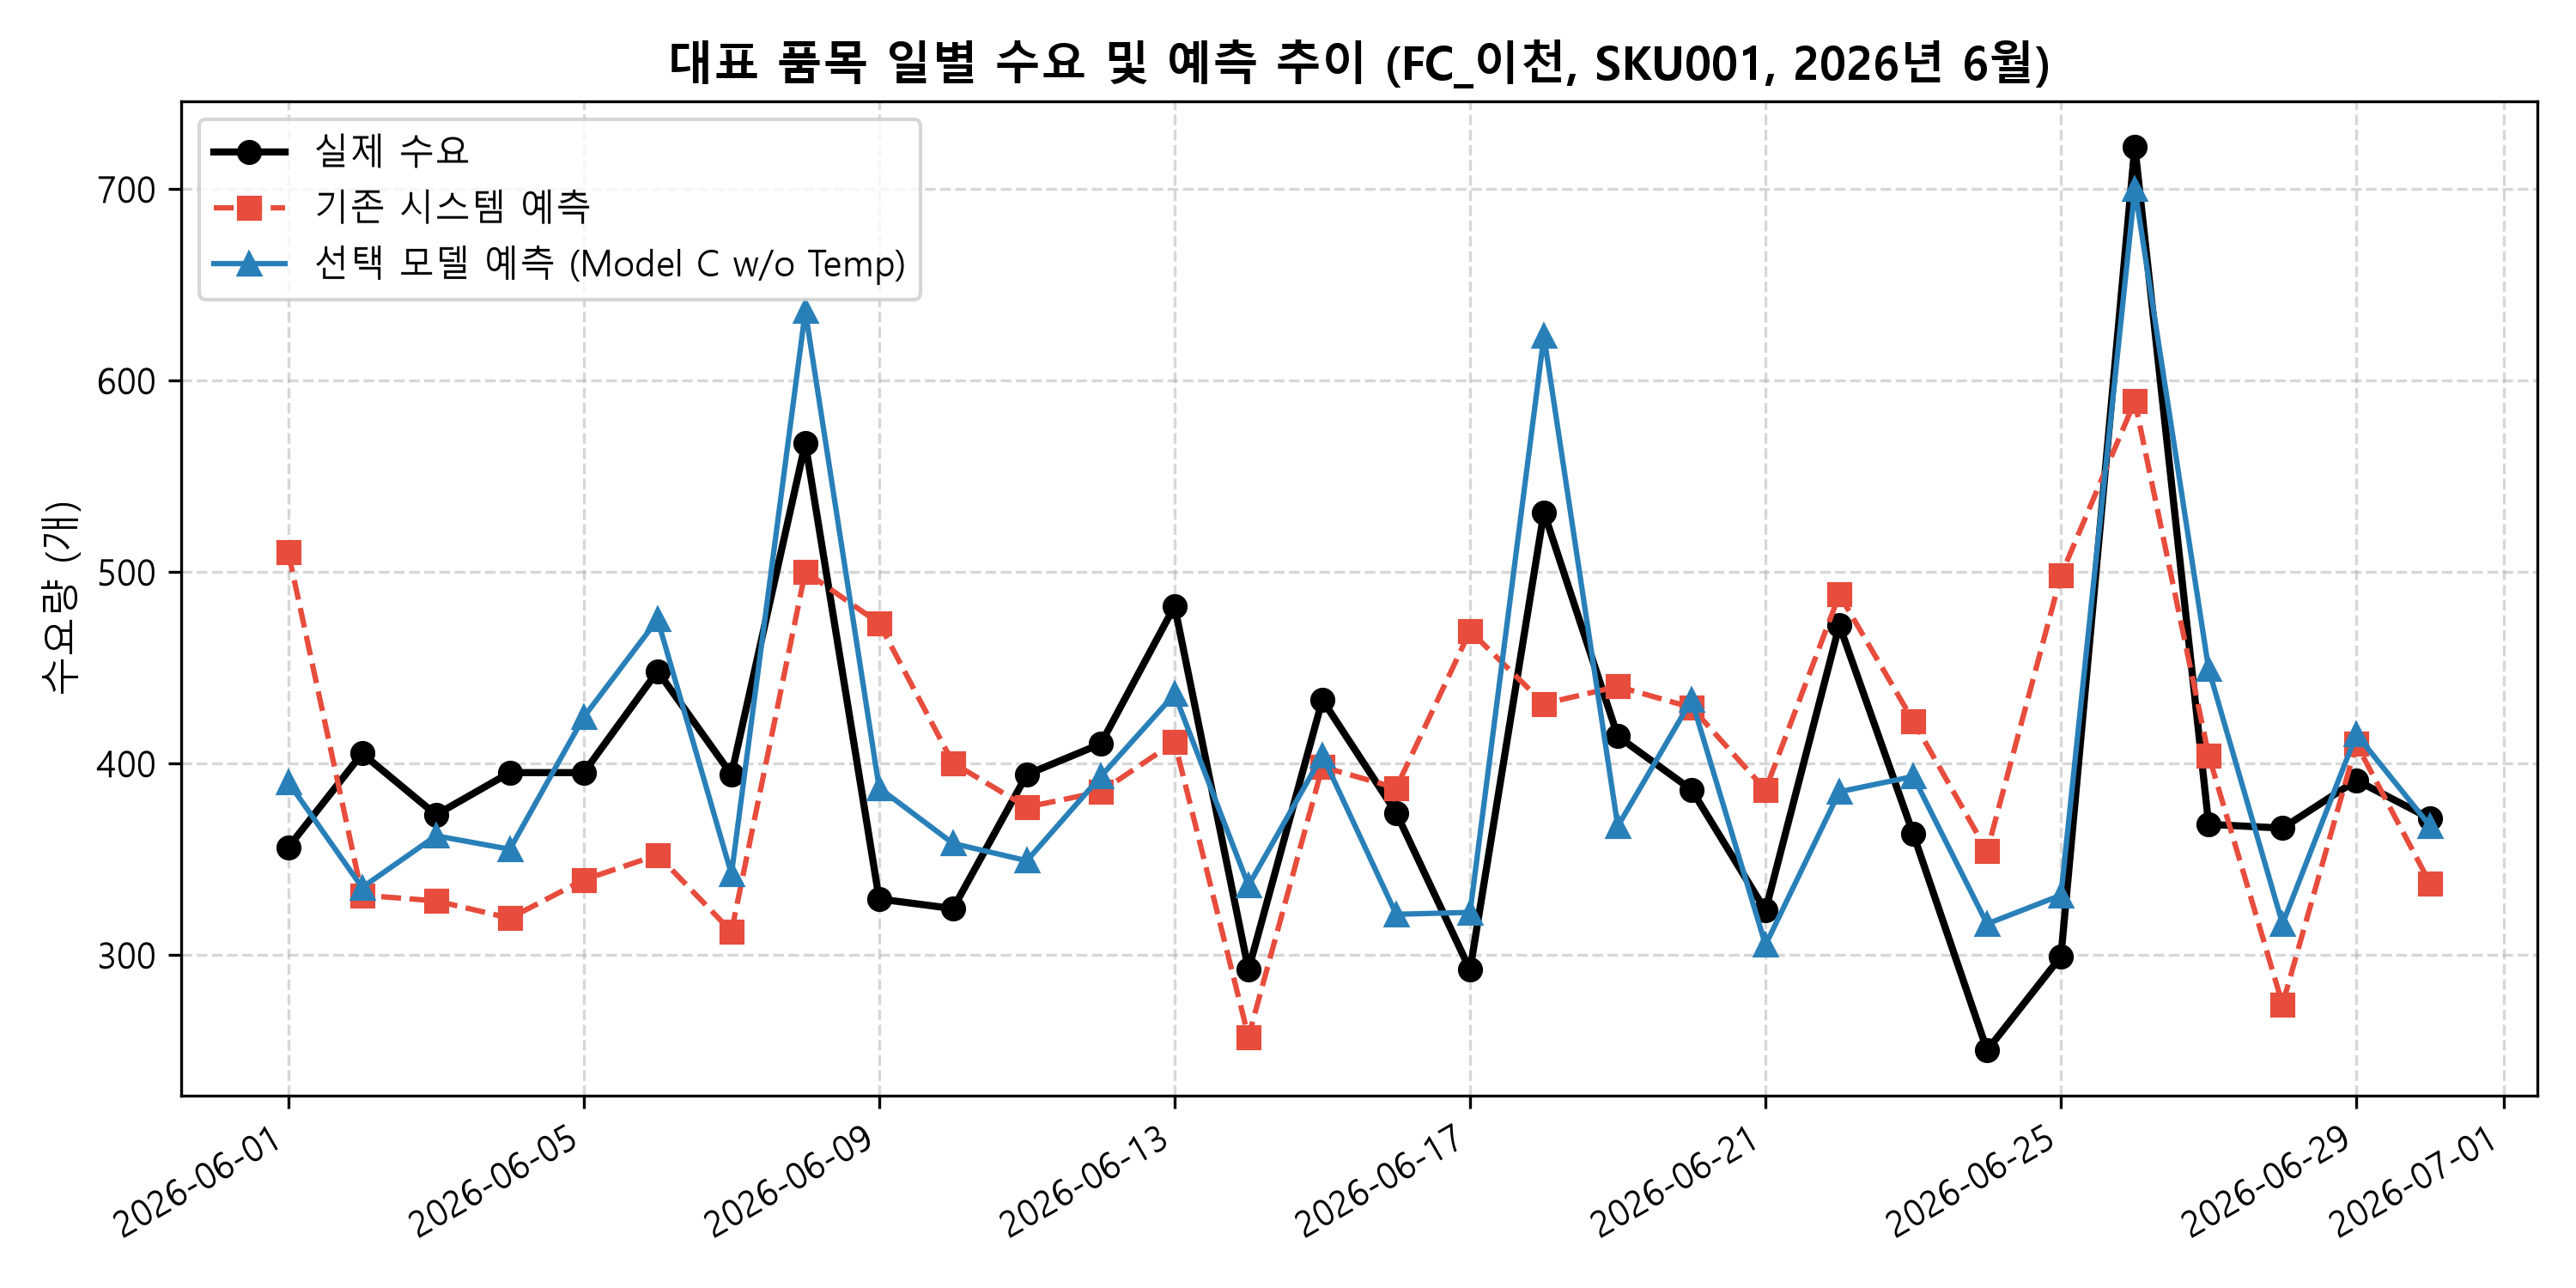 대표 품목 일별 수요 및 예측 추이 (FC_이천, SKU001, 2026년 6월)
실제 수요
기존 시스템 예측
선택 모델 예측 (Model C w/o Temp)
수요량 (개)
700
600
500
400
300
2026-06-01
2026-06-05
2026-06-09
2026-06-13
2026-06-17
2026-06-21
2026-06-25
2026-06-29
2026-07-01